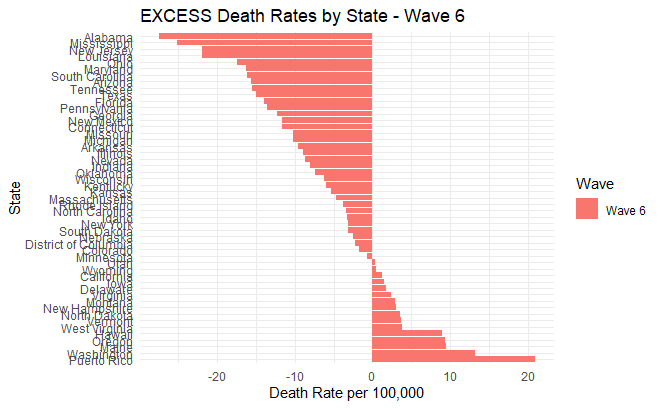 EXCESS Death Rates by State - Wave 6
Alabama
Mississippi
New Jersey
Louisiana
Ohio
Maryland
South Carolina
Arizona
Tennessee
Texas
Florida
Pennsylvania
Georgia
New Mexico
Connecticut
Missouri
Michigan
Arkansas
Illinois
Nevada
Indiana
Oklahoma
Wisconsin
Kentucky
Kansas
Massachusetts
Rhode Island
North Carolina
Idaho
New York
South Dakota
Nebraska
District of Columbia
Colorado
Minnesota
Utah
Wyoming
California
Iowa
Delaware
Virginia
Montana
New Hampshire
North Dakota
Vermont
West Virginia
Hawaii
Oregon
Maine
Washington
Puerto Rico
State
-20 -10 0 10 20
Death Rate per 100,000
Wave
Wave 6